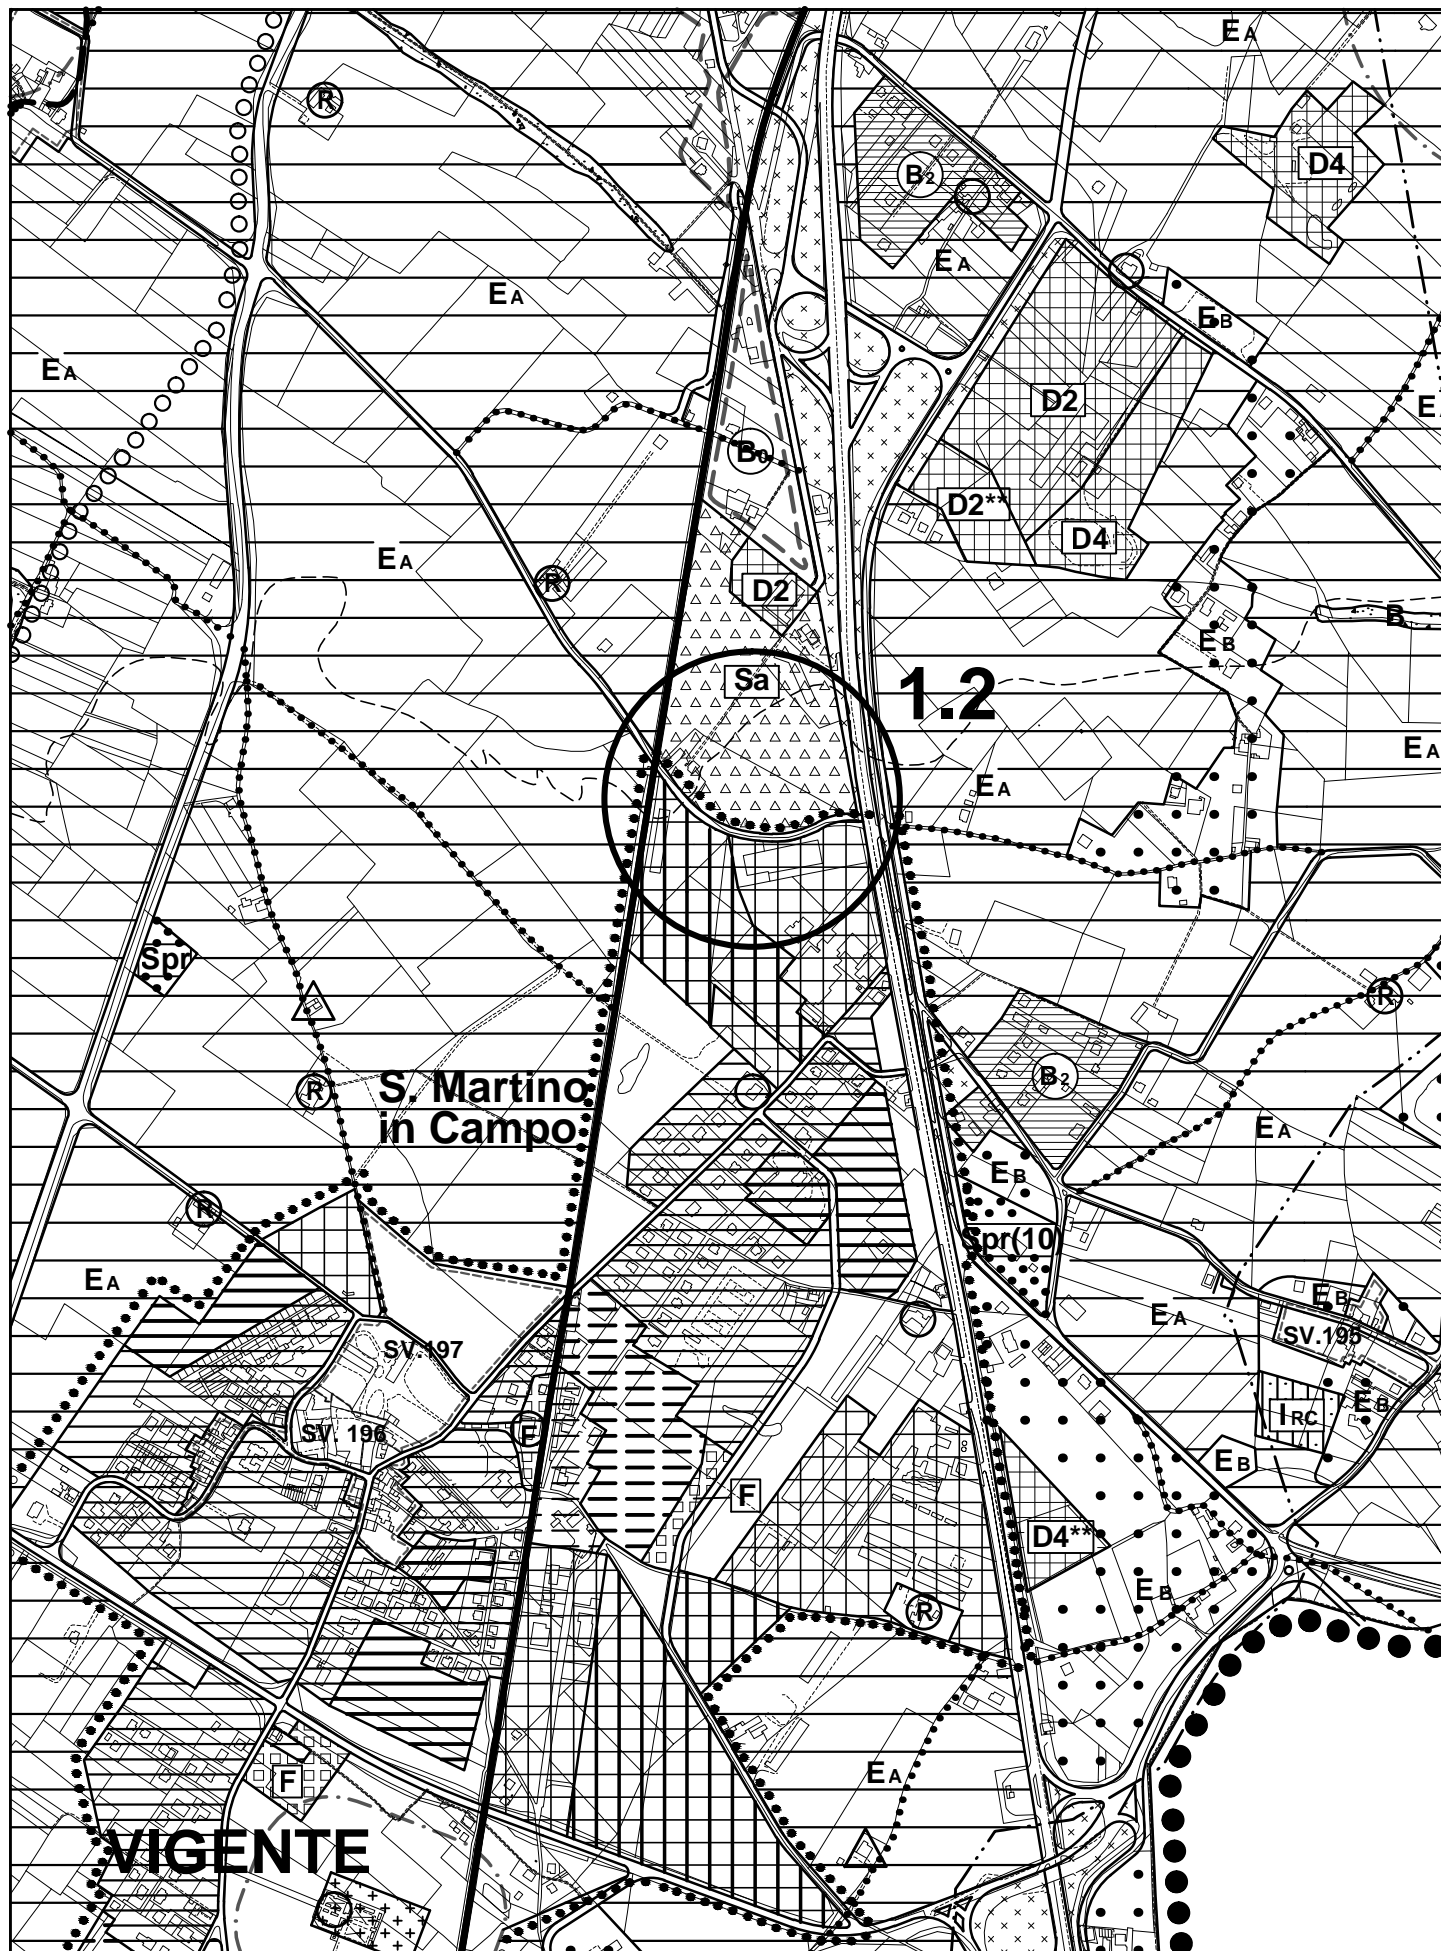 EA
R
D4
B2
EA
EA
EB
EA
D2
E
B0
D2**
D4
EA
R
D2
B
EB
Sa
1.2
EA
EA
Spr
R
R
S. Martino
in Campo
B2
EA
EB
R
Spr(10)
EA
EB
EA
SV.195
SV.197
IRC
EB
F
SV. 196
EB
F
D4**
EB
R
EA
F
VIGENTE